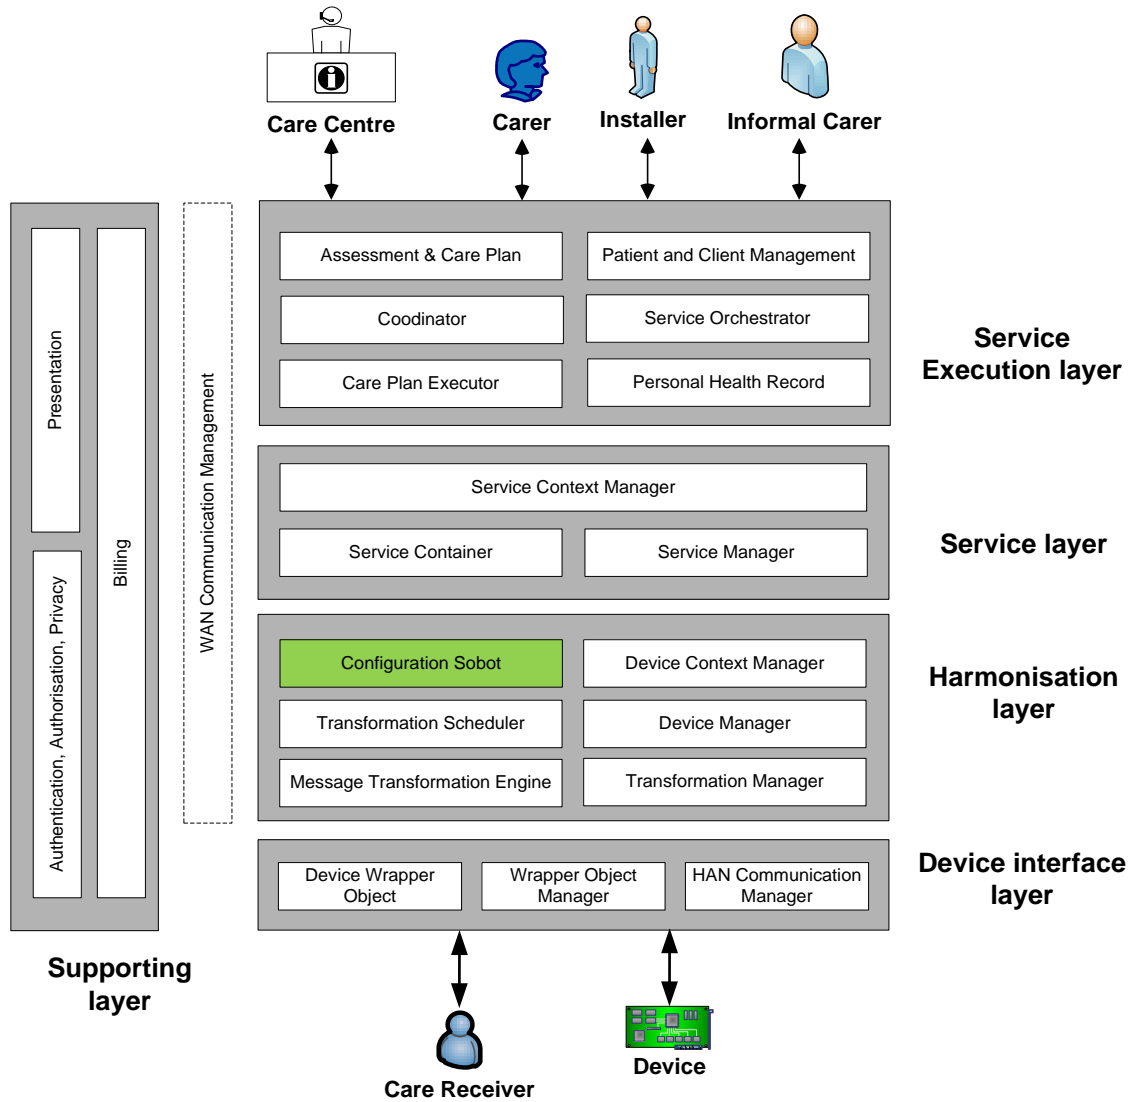 Care Centre
Carer
Installer
Informal Carer
Presentation
Authentication, Authorisation, Privacy
Billing
WAN Communication Management
Assessment & Care Plan
Patient and Client Management
Coodinator
Service Orchestrator
Care Plan Executor
Personal Health Record
Service
Execution layer
Service Context Manager
Service Container
Service Manager
Service layer
Configuration Sobot
Device Context Manager
Transformation Scheduler
Device Manager
Message Transformation Engine
Transformation Manager
Harmonisation
layer
Device Wrapper
Object
Wrapper Object
Manager
HAN Communication
Manager
Device interface
layer
Supporting
layer
Care Receiver
Device